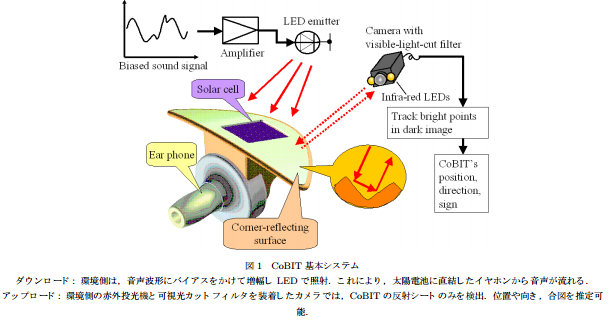 LED emitter
Camera with
visible-light-cut filter
Amplifier
Biased sound signal
Solar cell
Infra-red LEDs
Track bright points
in dark image
Ear phone
CoBIT's
position,
direction,
sign
Corner-reflecting
surface
図 1 CoBIT 基本システム
ダウンロード：環境側は，音声波形にバイアスをかけて増幅し LED で照射．これにより，太陽電池に直結したイヤホンから音声が流れる．
アップロード：環境側の赤外投光機と可視光カットフィルタを装着したカメラでは，CoBIT の反射シートのみを検出．位置や向き，合図を推定可
能．